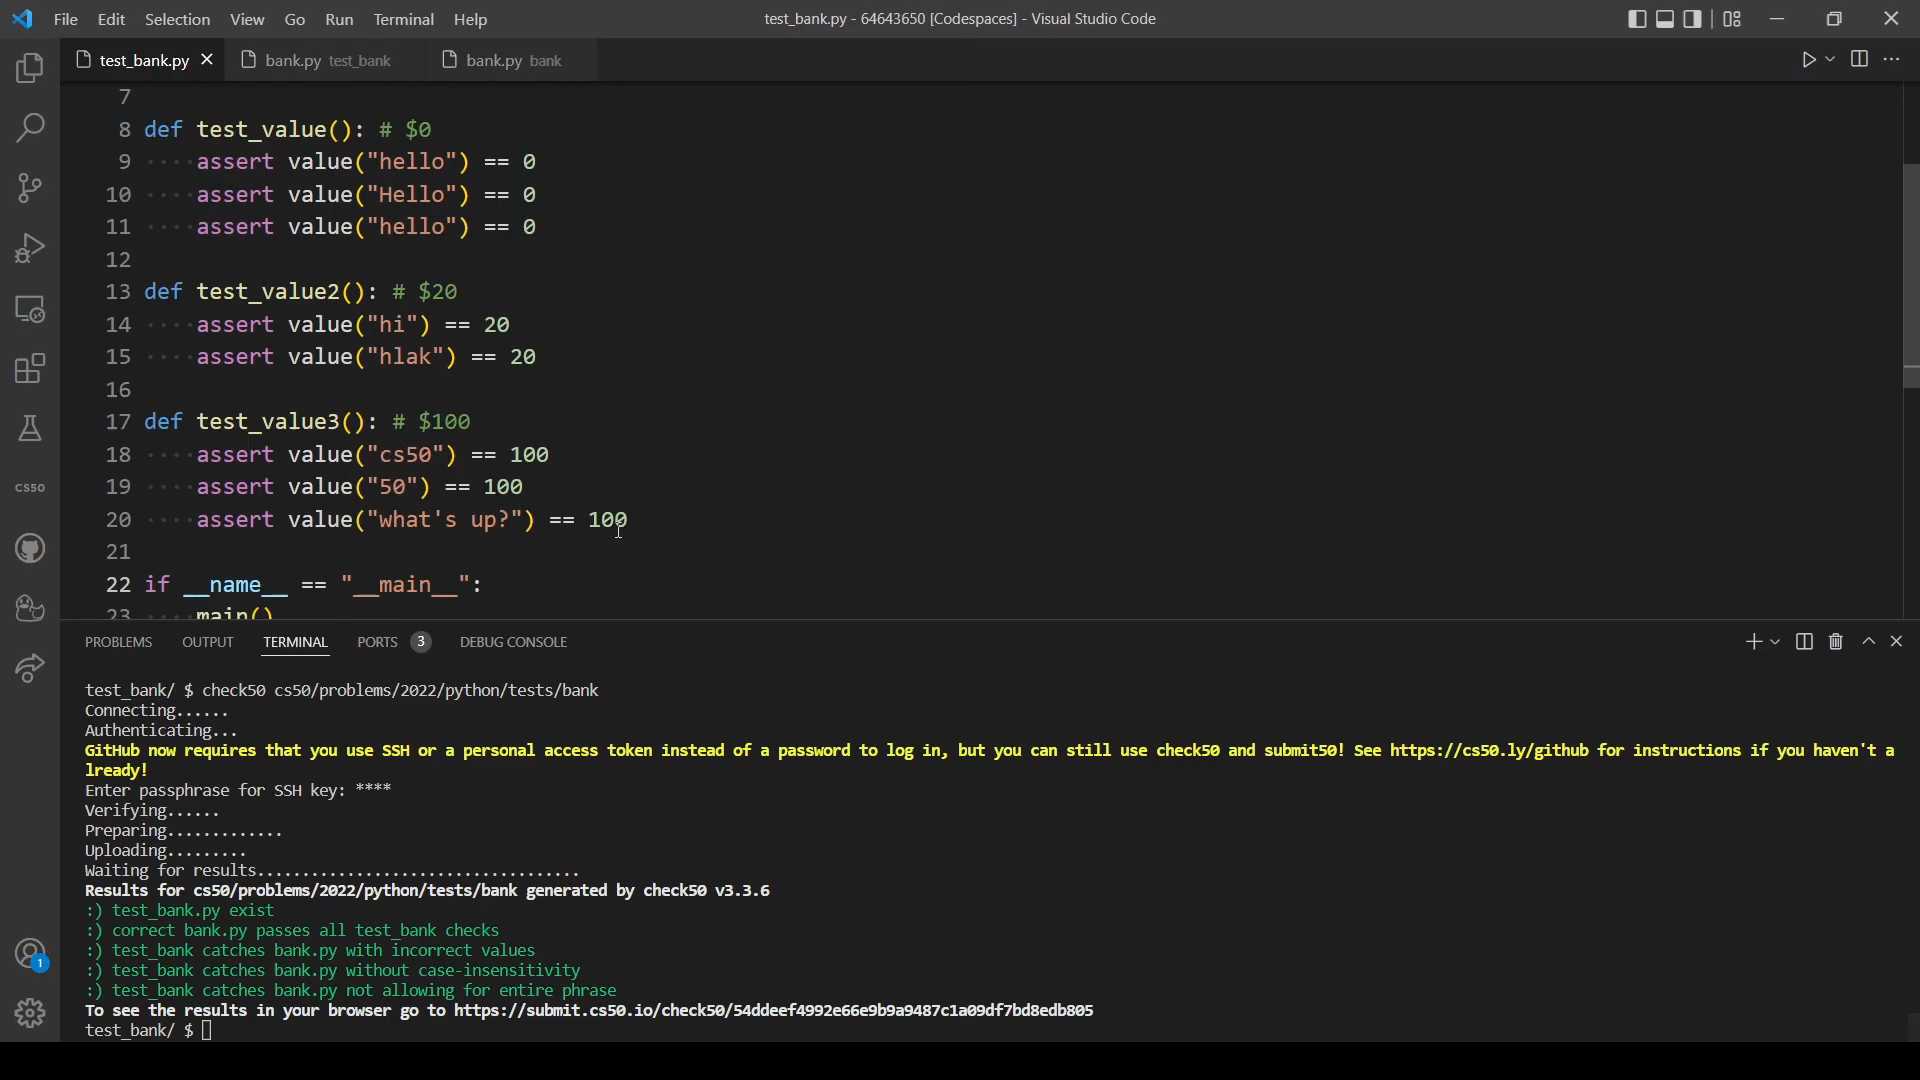 File Edit Selection View Go Run Terminal Help
test_bank.py - 64643650 [Codespaces] - Visual Studio Code
test_bank.py
bank.py test_bank
bank.py bank
7
8 def test_value(): # $0
9 ····assert value("hello") == 0
10 ····assert value("Hello") == 0
11 ····assert value("hello") == 0
12
13 def test_value2(): # $20
14 ····assert value("hi") == 20
15 ····assert value("hlak") == 20
16
17 def test_value3(): # $100
18 ····assert value("cs50") == 100
19 ····assert value("50") == 100
20 ····assert value("what's up?") == 100
21
22 if __name__ == "__main__":
23 ····main()
CS50
1
PROBLEMS OUTPUT TERMINAL PORTS 3 DEBUG CONSOLE
test_bank/ $ check50 cs50/problems/2022/python/tests/bank
Connecting......
Authenticating...
GitHub now requires that you use SSH or a personal access token instead of a password to log in, but you can still use check50 and submit50! See https://cs50.ly/github for instructions if you haven't a
lready!
Enter passphrase for SSH key: ****
Verifying......
Preparing.............
Uploading.........
Waiting for results....................................
Results for cs50/problems/2022/python/tests/bank generated by check50 v3.3.6
:) test_bank.py exist
:) correct bank.py passes all test_bank checks
:) test_bank catches bank.py with incorrect values
:) test_bank catches bank.py without case-insensitivity
:) test_bank catches bank.py not allowing for entire phrase
To see the results in your browser go to https://submit.cs50.io/check50/54ddeef4992e66e9b9a9487c1a09df7bd8edb805
test_bank/ $